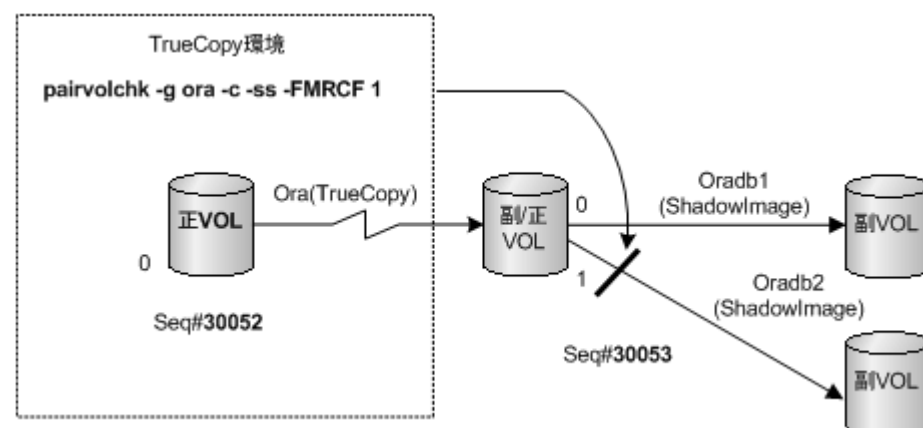 TrueCopy環境
pairvolchk -g ora -c -ss -FMRCF 1
正VOL
0
Seq#30052
Ora(TrueCopy)
副/正
VOL
0
1
Seq#30053
Oradb1
(ShadowImage)
副VOL
Oradb2
(ShadowImage)
副VOL